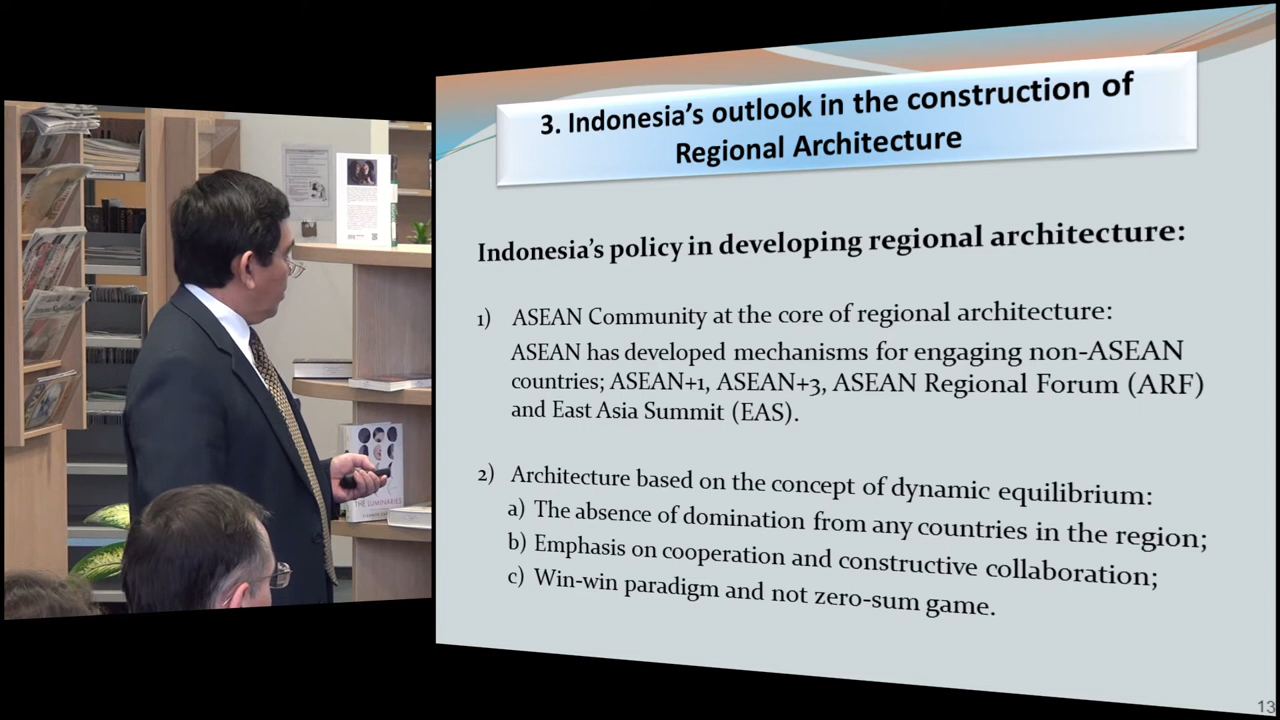 3. Indonesia's outlook in the construction of
Regional Architecture
Indonesia's policy in developing regional architecture:
1) ASEAN Community at the core of regional architecture:
ASEAN has developed mechanisms for engaging non-ASEAN
countries; ASEAN+1, ASEAN+3, ASEAN Regional Forum (ARF)
and East Asia Summit (EAS).
2) Architecture based on the concept of dynamic equilibrium:
a) The absence of domination from any countries in the region;
b) Emphasis on cooperation and constructive collaboration;
c) Win-win paradigm and not zero-sum game.
13
THE LUMINARIES